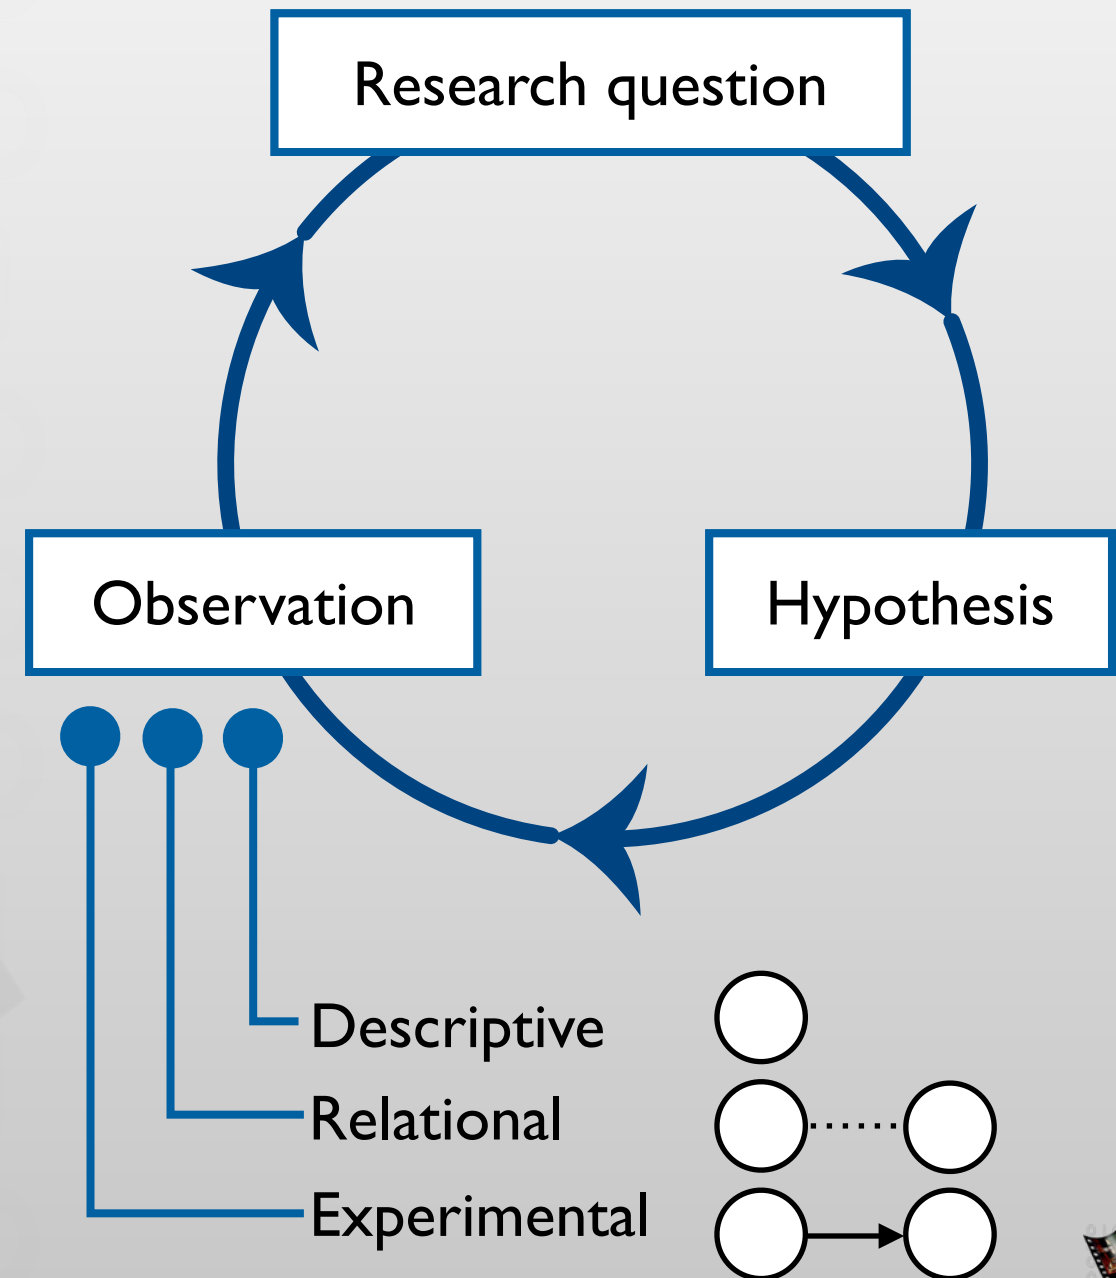 Research question
Observation
Hypothesis
Descriptive
Relational
Experimental